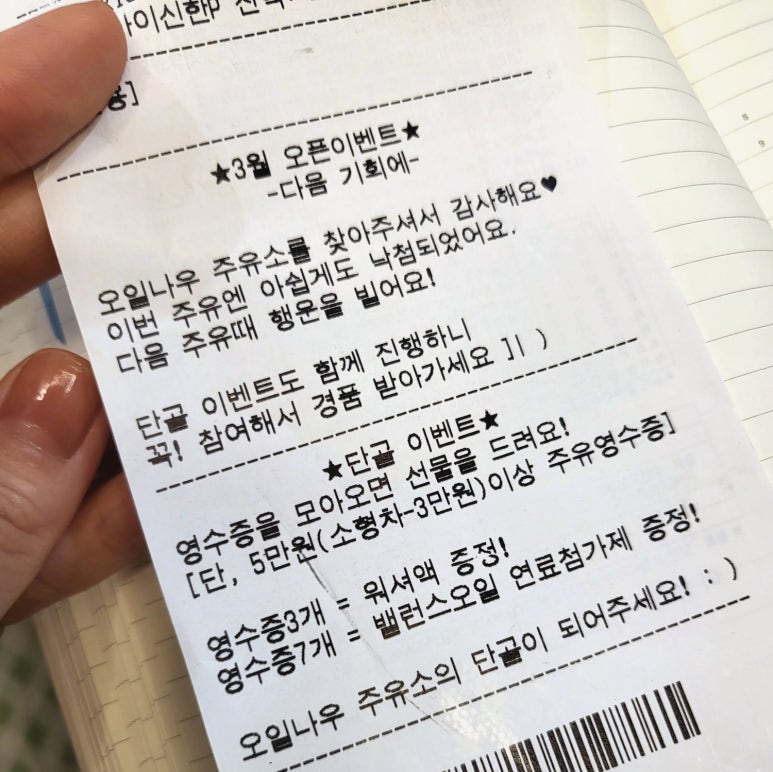 마이신한P
용]
★3월 오픈이벤트★
-다음 기회에-
오일나우 주유소를 찾아주셔서 감사해요♥
이번 주유엔 아쉽게도 낙첨되었어요.
다음 주유때 행운을 빌어요!
단골 이벤트도 함께 진행하니
꼭! 참여해서 경품 받아가세요 ]| )
★단골 이벤트★
영수증을 모아오면 선물을 드려요!
[단, 5만원(소형차-3만원)이상 주유영수증]
영수증3개 = 워셔액 증정!
영수증7개 = 밸런스오일 연료첨가제 증정!
오일나우 주유소의 단골이 되어주세요! : )